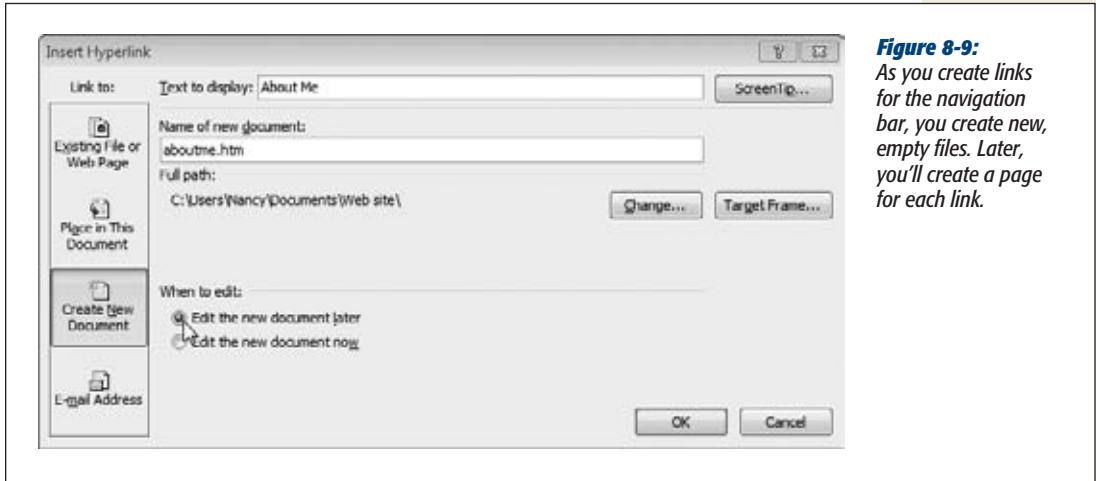 Insert Hyperlink
Link to:
Text to display: About Me
ScreenTip...
Existing File or
Web Page
Name of new document:
aboutme.htm
Full path:
C:\Users\Nancy\Documents\Web site\
Change...
Target Frame...
Place in This
Document
Create New
Document
When to edit:
Edit the new document later
Edit the new document now
E-mail Address
OK
Cancel
Figure 8-9:
As you create links
for the navigation
bar, you create new,
empty files. Later,
you'll create a page
for each link.